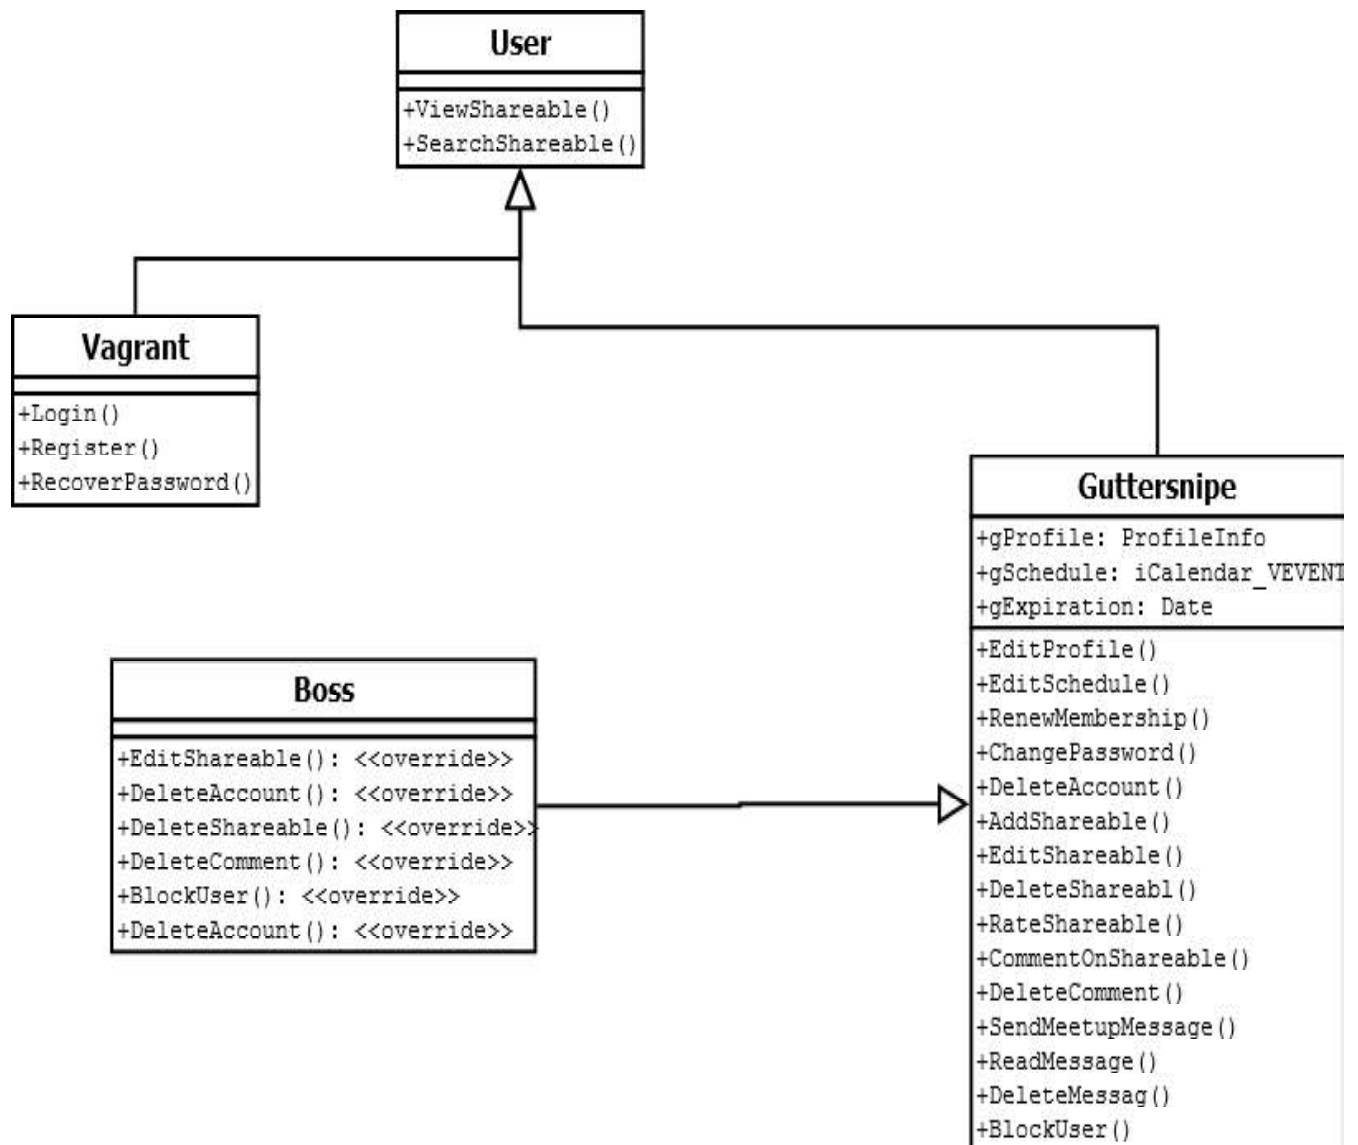 User
+ViewShareable()
+SearchShareable()
Vagrant
+Login()
+Register()
+RecoverPassword()
Guttersnipe
+gProfile: ProfileInfo
+gSchedule: iCalendar_VEVENT
+gExpiration: Date
+EditProfile()
+EditSchedule()
+RenewMembership()
+ChangePassword()
+DeleteAccount()
+AddShareable()
+EditShareable()
+DeleteShareabl()
+RateShareable()
+CommentOnShareable()
+DeleteComment()
+SendMeetupMessage()
+ReadMessage()
+DeleteMessag()
+BlockUser()
Boss
+EditShareable(): <<override>>
+DeleteAccount(): <<override>>
+DeleteShareable(): <<override>>
+DeleteComment(): <<override>>
+BlockUser(): <<override>>
+DeleteAccount(): <<override>>